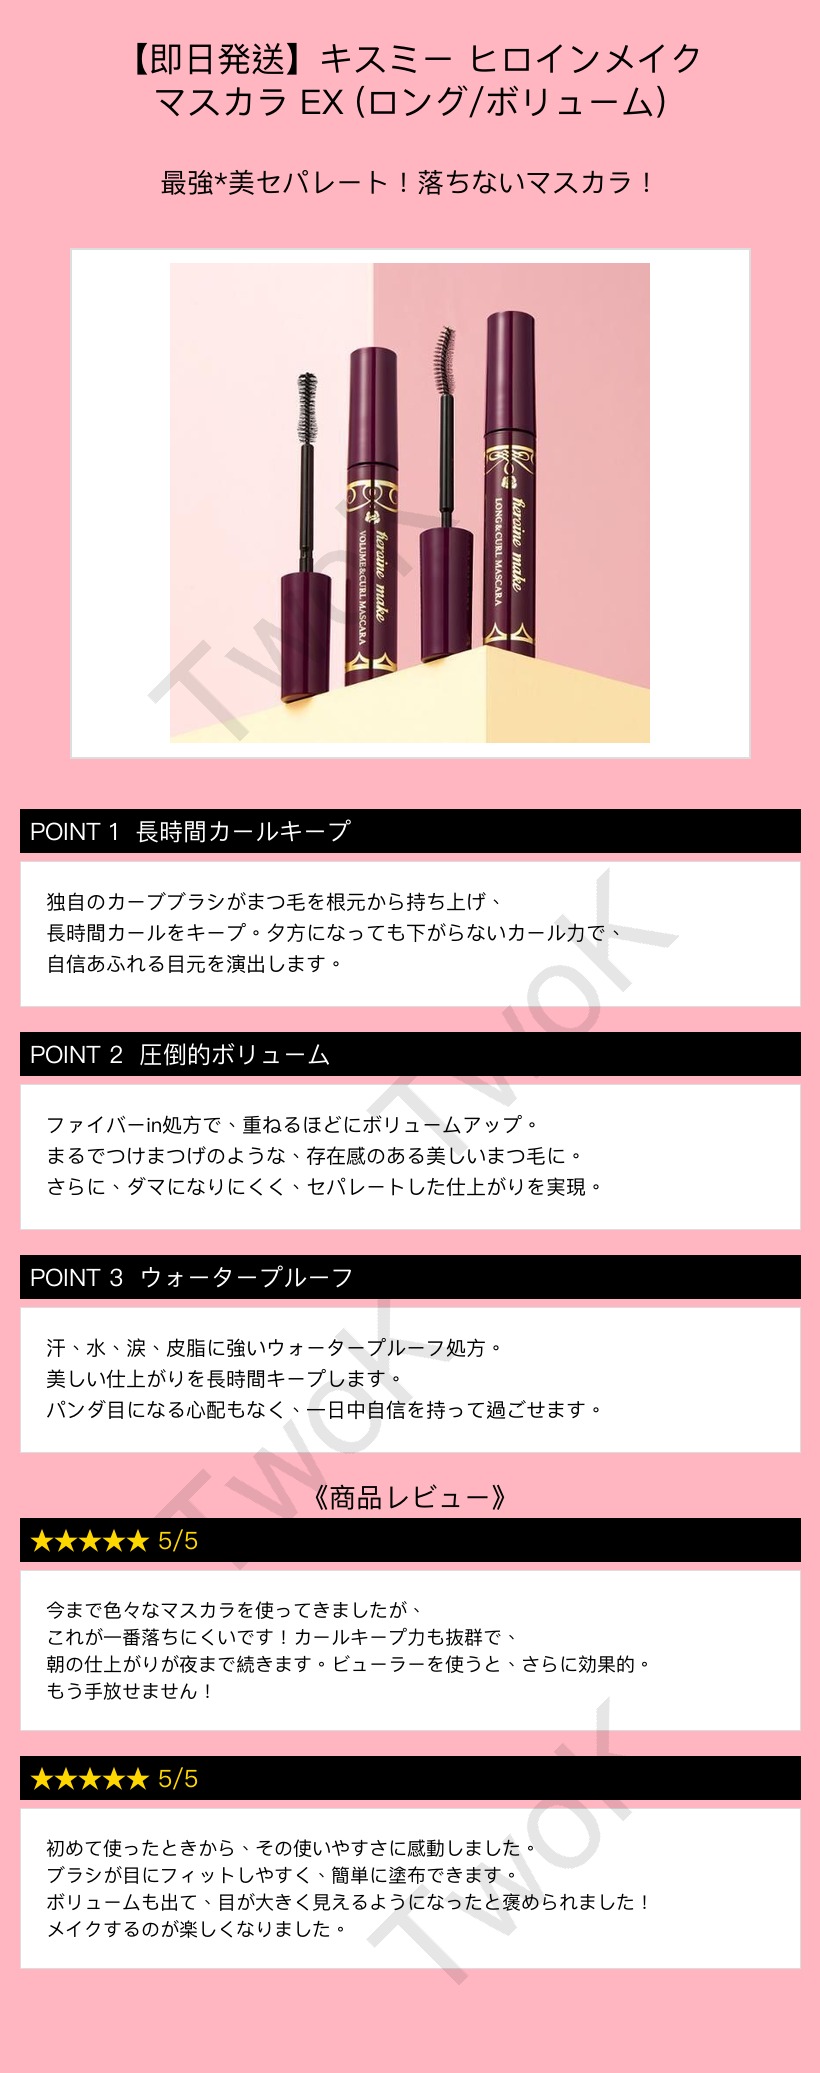 【即日発送】キスミー ヒロインメイク
マスカラ EX (ロング/ボリューム)
最強*美セパレート！落ちないマスカラ！
heroine make
VOLUME&CURL MASCARA
heroine make
LONG&CURL MASCARA
TwoK
POINT 1 長時間カールキープ
独自のカーブブラシがまつ毛を根元から持ち上げ、
長時間カールをキープ。夕方になっても下がらないカール力で、
自信あふれる目元を演出します。
TwoK
POINT 2 圧倒的ボリューム
ファイバーin処方で、重ねるほどにボリュームアップ。
まるでつけまつげのような、存在感のある美しいまつ毛に。
さらに、ダマになりにくく、セパレートした仕上がりを実現。
POINT 3 ウォータープルーフ
汗、水、涙、皮脂に強いウォータープルーフ処方。
美しい仕上がりを長時間キープします。
パンダ目になる心配もなく、一日中自信を持って過ごせます。
TwoK
《商品レビュー》
★★★★★ 5/5
今まで色々なマスカラを使ってきましたが、
これが一番落ちにくいです！カールキープ力も抜群で、
朝の仕上がりが夜まで続きます。ビューラーを使うと、さらに効果的。
もう手放せません！
★★★★★ 5/5
初めて使ったときから、その使いやすさに感動しました。
ブラシが目にフィットしやすく、簡単に塗布できます。
ボリュームも出て、目が大きく見えるようになったと褒められました！
メイクするのが楽しくなりました。
TwoK